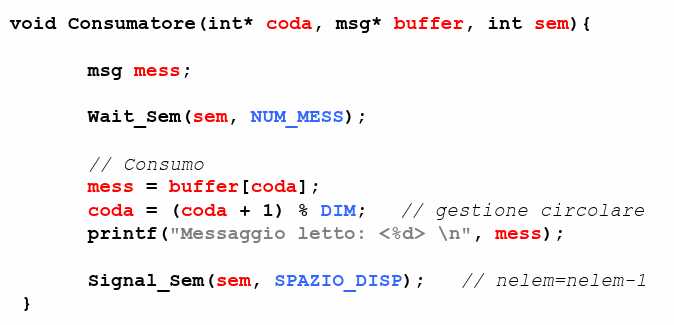 void Consumatore(int* coda, msg* buffer, int sem){
msg mess;
Wait_Sem(sem, NUM_MESS);
// Consumo
mess = buffer[coda];
coda = (coda + 1) % DIM;   // gestione circolare
printf("Messaggio letto: <%d> \n", mess);
Signal_Sem(sem, SPAZIO_DISP);   // nelem=nelem-1
}